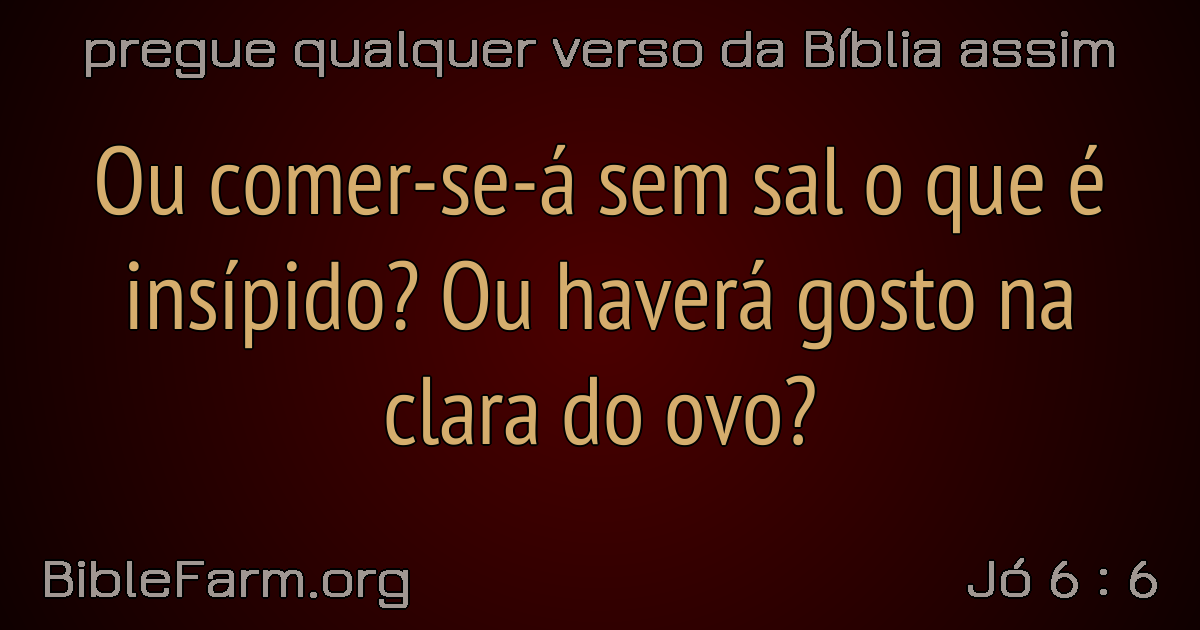 pregue qualquer verso da Bíblia assim
Ou comer-se-á sem sal o que é
insípido? Ou haverá gosto na
clara do ovo?
BibleFarm.org
Jó 6 : 6